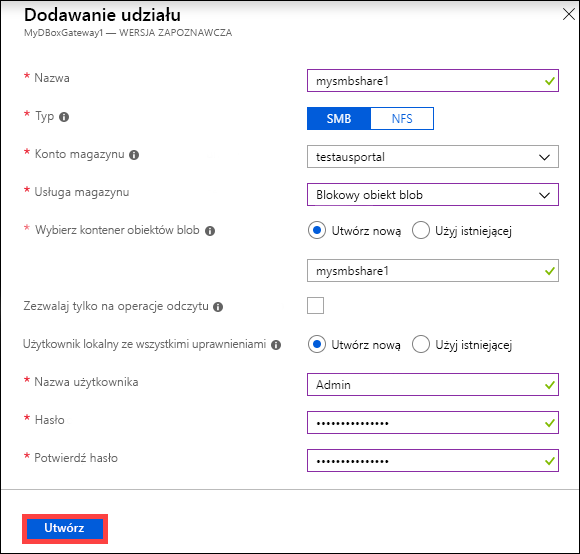 Dodawanie udziału
MyDBoxGateway1 — WERSJA ZAPOZNAWCZA
* Nazwa mysmbshare1
* Typ SMB NFS
* Konto magazynu testausportal
* Usługa magazynu Blokowy obiekt blob
* Wybierz kontener obiektów blob Utwórz nową Użyj istniejącej
mysmbshare1
Zezwalaj tylko na operacje odczytu
Użytkownik lokalny ze wszystkimi uprawnieniami Utwórz nową Użyj istniejącej
* Nazwa użytkownika Admin
* Hasło •••••••••••••••
* Potwierdź hasło •••••••••••••••
Utwórz